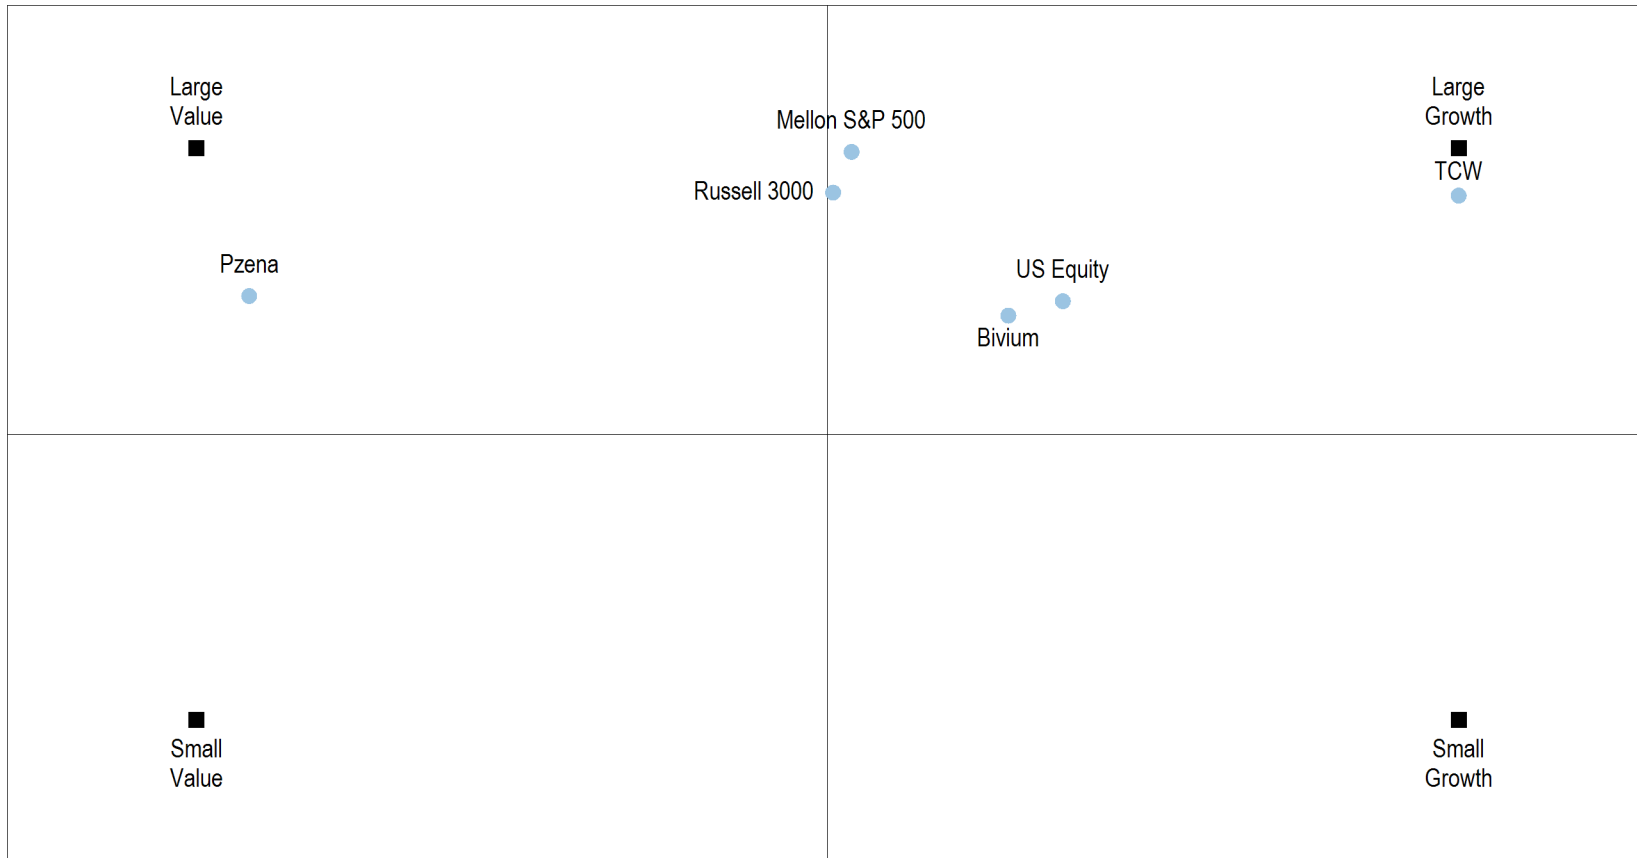 Large
Value
Large
Growth
Mellon S&P 500
TCW
Russell 3000
Pzena
US Equity
Bivium
Small
Value
Small
Growth